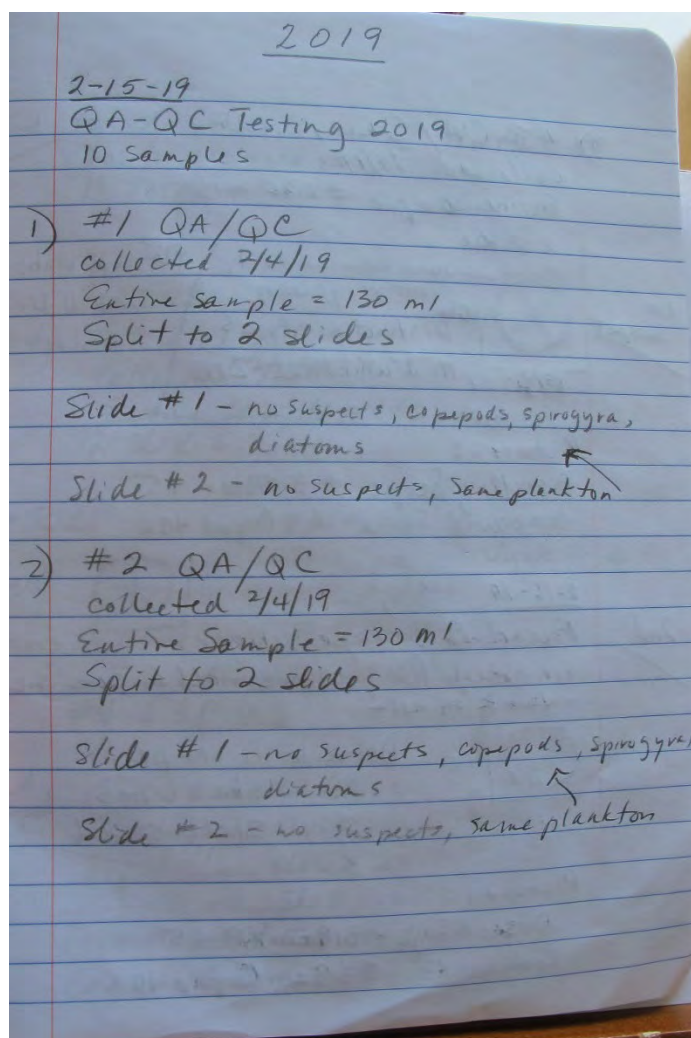 2019
2-15-19
QA-QC Testing 2019
10 Samples
1) #1 QA/QC
collected 2/4/19
Entire sample = 130 ml
Split to 2 slides
Slide #1 - no suspects, copepods, spirogyra,
diatoms
Slide #2 - no suspects, Same plankton
2) #2 QA/QC
collected 2/4/19
Entire Sample = 130 ml
Split to 2 slides
Slide #1 - no suspects, copepods, spirogyra,
diatoms
Slide #2 - no suspects, same plankton